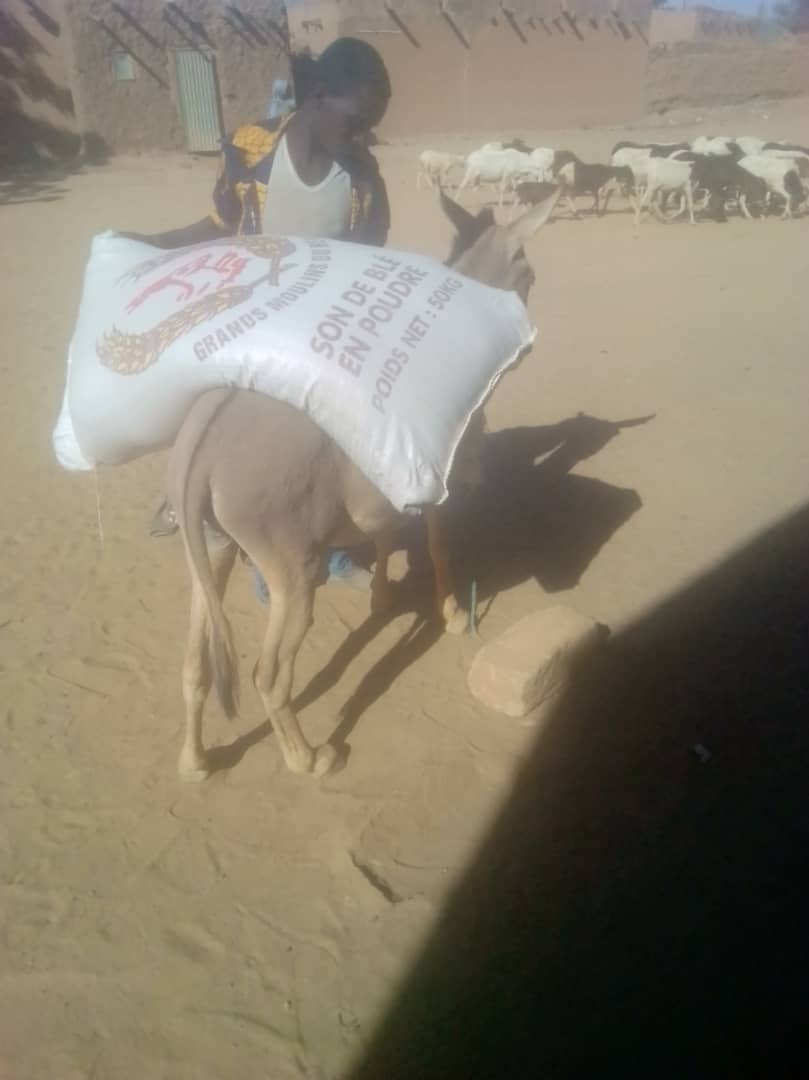 GRANDS MOULINS DU
SON DE BLÉ
EN POUDRE
POIDS NET : 50KG